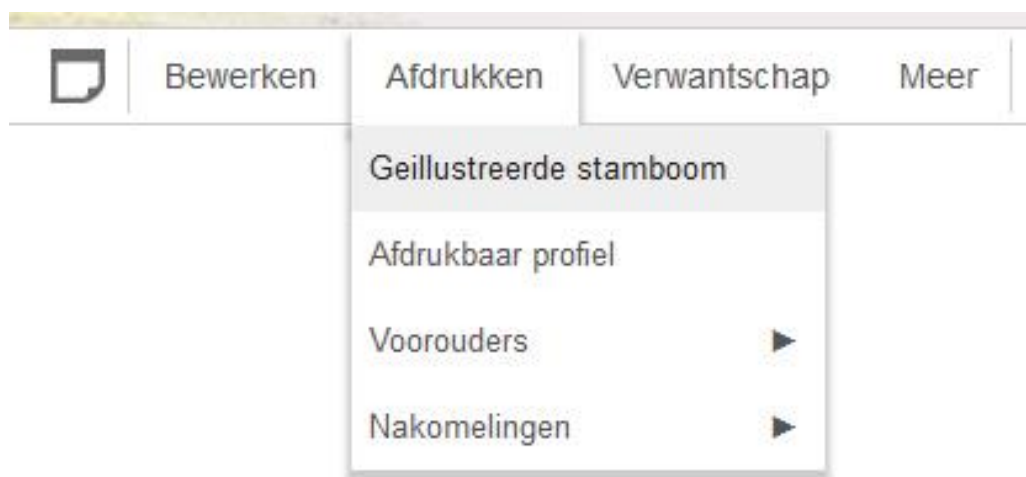 Bewerken Afdrukken Verwantschap Meer
Geillustreerde stamboom
Afdrukbaar profiel
Voorouders
Nakomelingen